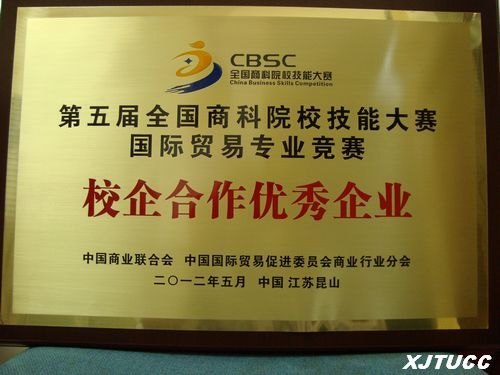 CBSC
全国商科院校技能大赛
China Business Skills Competition
第五届全国商科院校技能大赛
国际贸易专业竞赛
校企合作优秀企业
中国商业联合会 中国国际贸易促进委员会商业行业分会
二〇一二年五月 中国 江苏昆山
XJTUCC